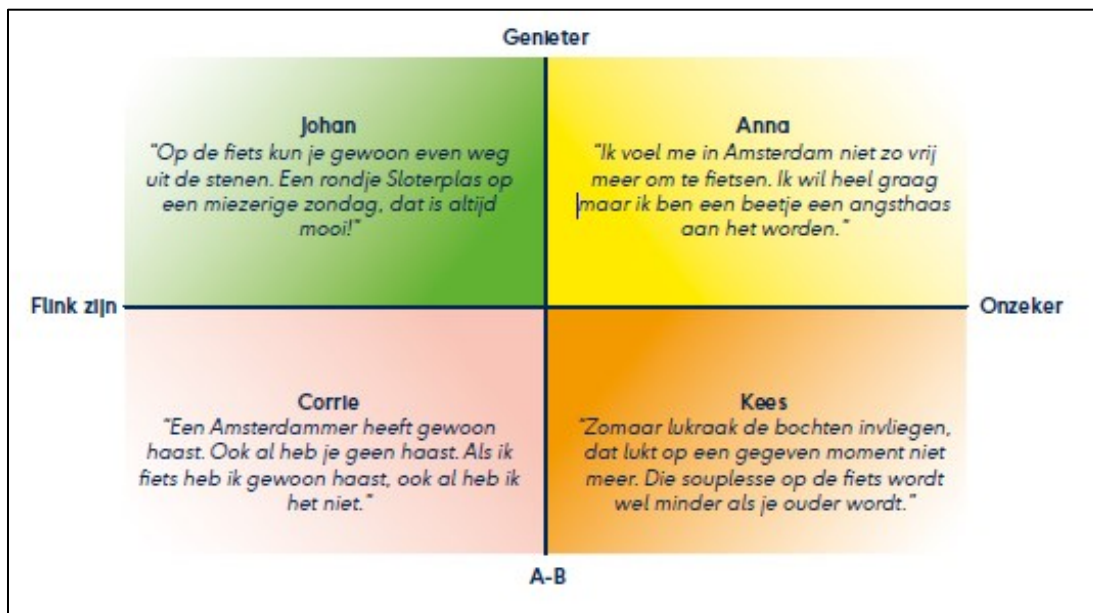 Genieter
Johan
"Op de fiets kun je gewoon even weg
uit de stenen. Een rondje Sloterplas op
een miezerige zondag, dat is altijd
mooi!"
Anna
"Ik voel me in Amsterdam niet zo vrij
meer om te fietsen. Ik wil heel graag
maar ik ben een beetje een angsthaas
aan het worden."
Flink zijn
Onzeker
Corrie
"Een Amsterdammer heeft gewoon
haast. Ook al heb je geen haast. Als ik
fiets heb ik gewoon haast, ook al heb ik
het niet."
Kees
"Zomaar lukraak de bochten invliegen,
dat lukt op een gegeven moment niet
meer. Die souplesse op de fiets wordt
wel minder als je ouder wordt."
A-B